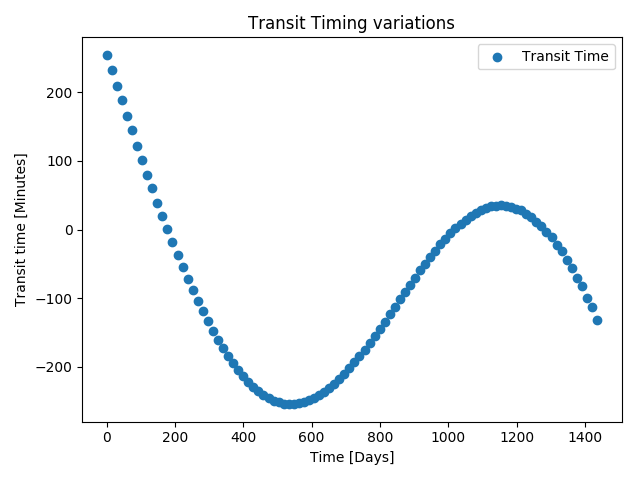 Transit Timing variations
Transit Time
Transit time [Minutes]
200
100
0
−100
−200
0 200 400 600 800 1000 1200 1400
Time [Days]